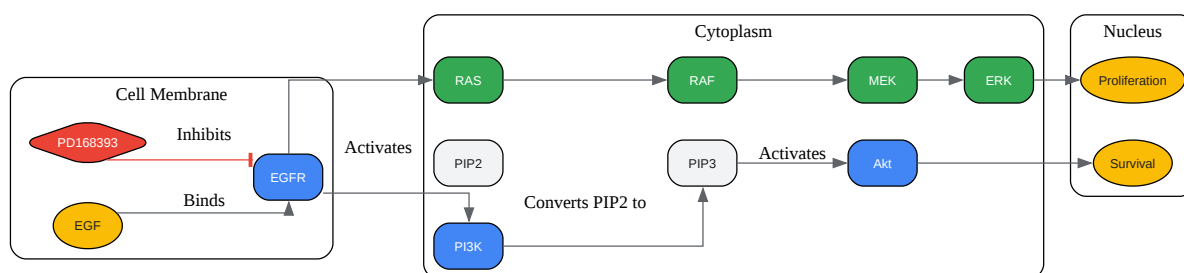 Cytoplasm
Nucleus
RAS
RAF
MEK
ERK
Proliferation
Cell Membrane
PD168393
Inhibits
Activates
PIP2
PIP3
Activates
Akt
Survival
EGFR
Binds
EGF
Converts PIP2 to
PI3K